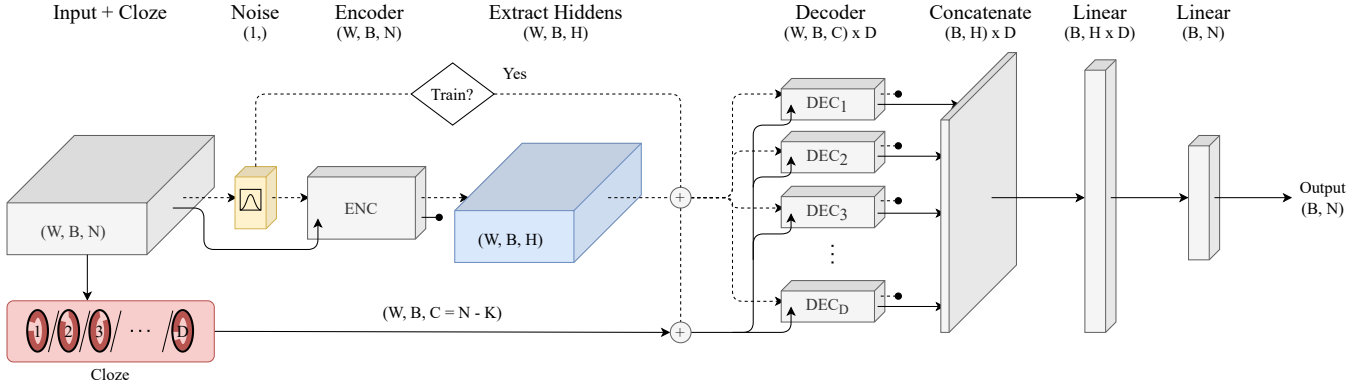 Input + Cloze
Noise
(1,)
Encoder
(W, B, N)
Extract Hiddens
(W, B, H)
Decoder
(W, B, C) x D
Concatenate
(B, H) x D
Linear
(B, H x D)
Linear
(B, N)
Train?
Yes
(W, B, N)
ENC
(W, B, H)
+
DEC1
DEC2
DEC3
⋮
DECD
Output
(B, N)
1 / 2 / 3 / ··· / D
(W, B, C = N - K)
+
Cloze